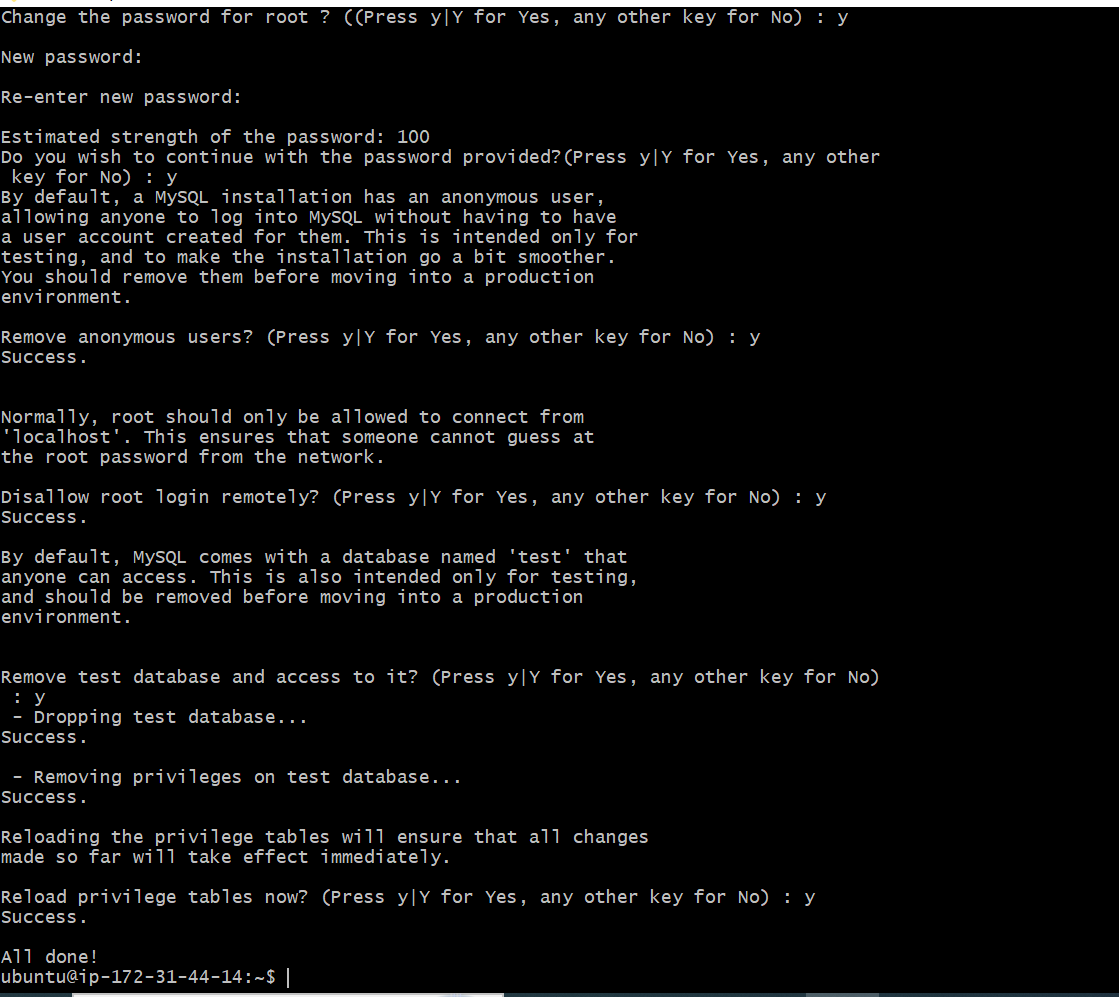 Change the password for root ? ((Press y|Y for Yes, any other key for No) : y
New password:
Re-enter new password:
Estimated strength of the password: 100
Do you wish to continue with the password provided?(Press y|Y for Yes, any other
key for No) : y
By default, a MySQL installation has an anonymous user,
allowing anyone to log into MySQL without having to have
a user account created for them. This is intended only for
testing, and to make the installation go a bit smoother.
You should remove them before moving into a production
environment.
Remove anonymous users? (Press y|Y for Yes, any other key for No) : y
Success.
Normally, root should only be allowed to connect from
'localhost'. This ensures that someone cannot guess at
the root password from the network.
Disallow root login remotely? (Press y|Y for Yes, any other key for No) : y
Success.
By default, MySQL comes with a database named 'test' that
anyone can access. This is also intended only for testing,
and should be removed before moving into a production
environment.
Remove test database and access to it? (Press y|Y for Yes, any other key for No)
: y
- Dropping test database...
Success.
- Removing privileges on test database...
Success.
Reloading the privilege tables will ensure that all changes
made so far will take effect immediately.
Reload privilege tables now? (Press y|Y for Yes, any other key for No) : y
Success.
All done!
ubuntu@ip-172-31-44-14:~$